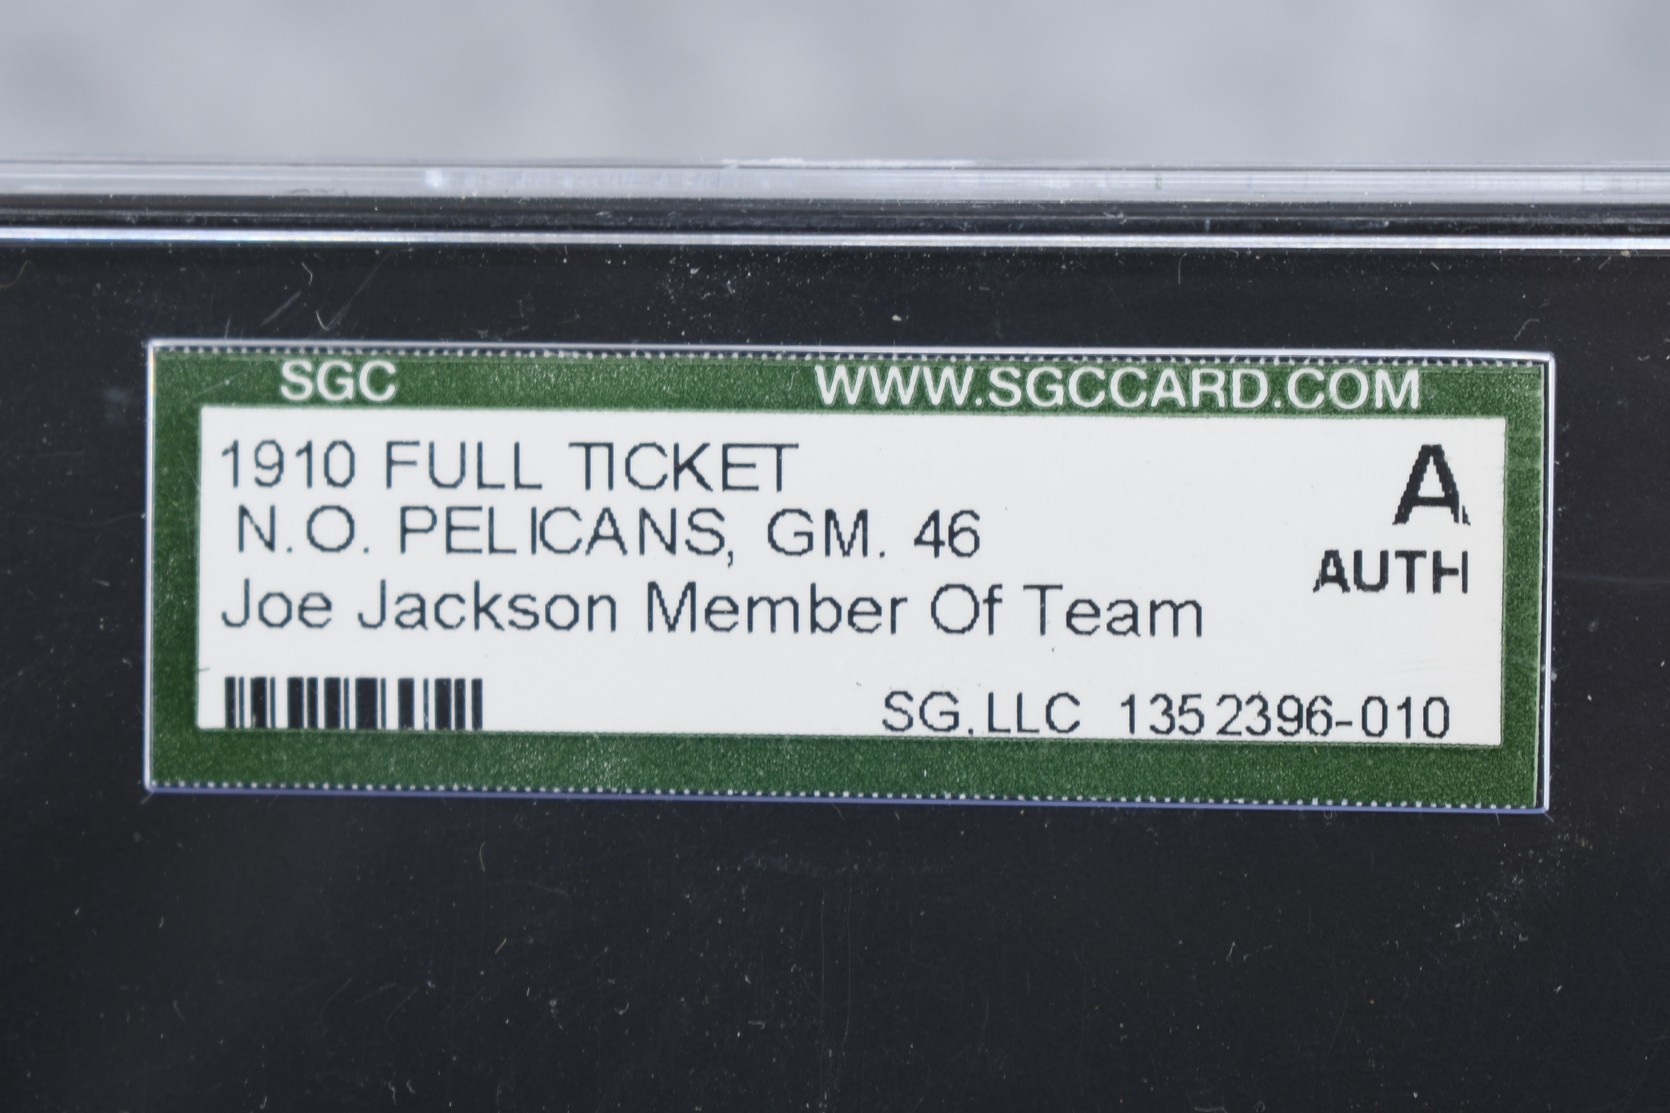 SGC WWW.SGCCARD.COM
1910 FULL TICKET A
N.O. PELICANS, GM. 46 AUTH
Joe Jackson Member Of Team
SG, LLC 1352396-010